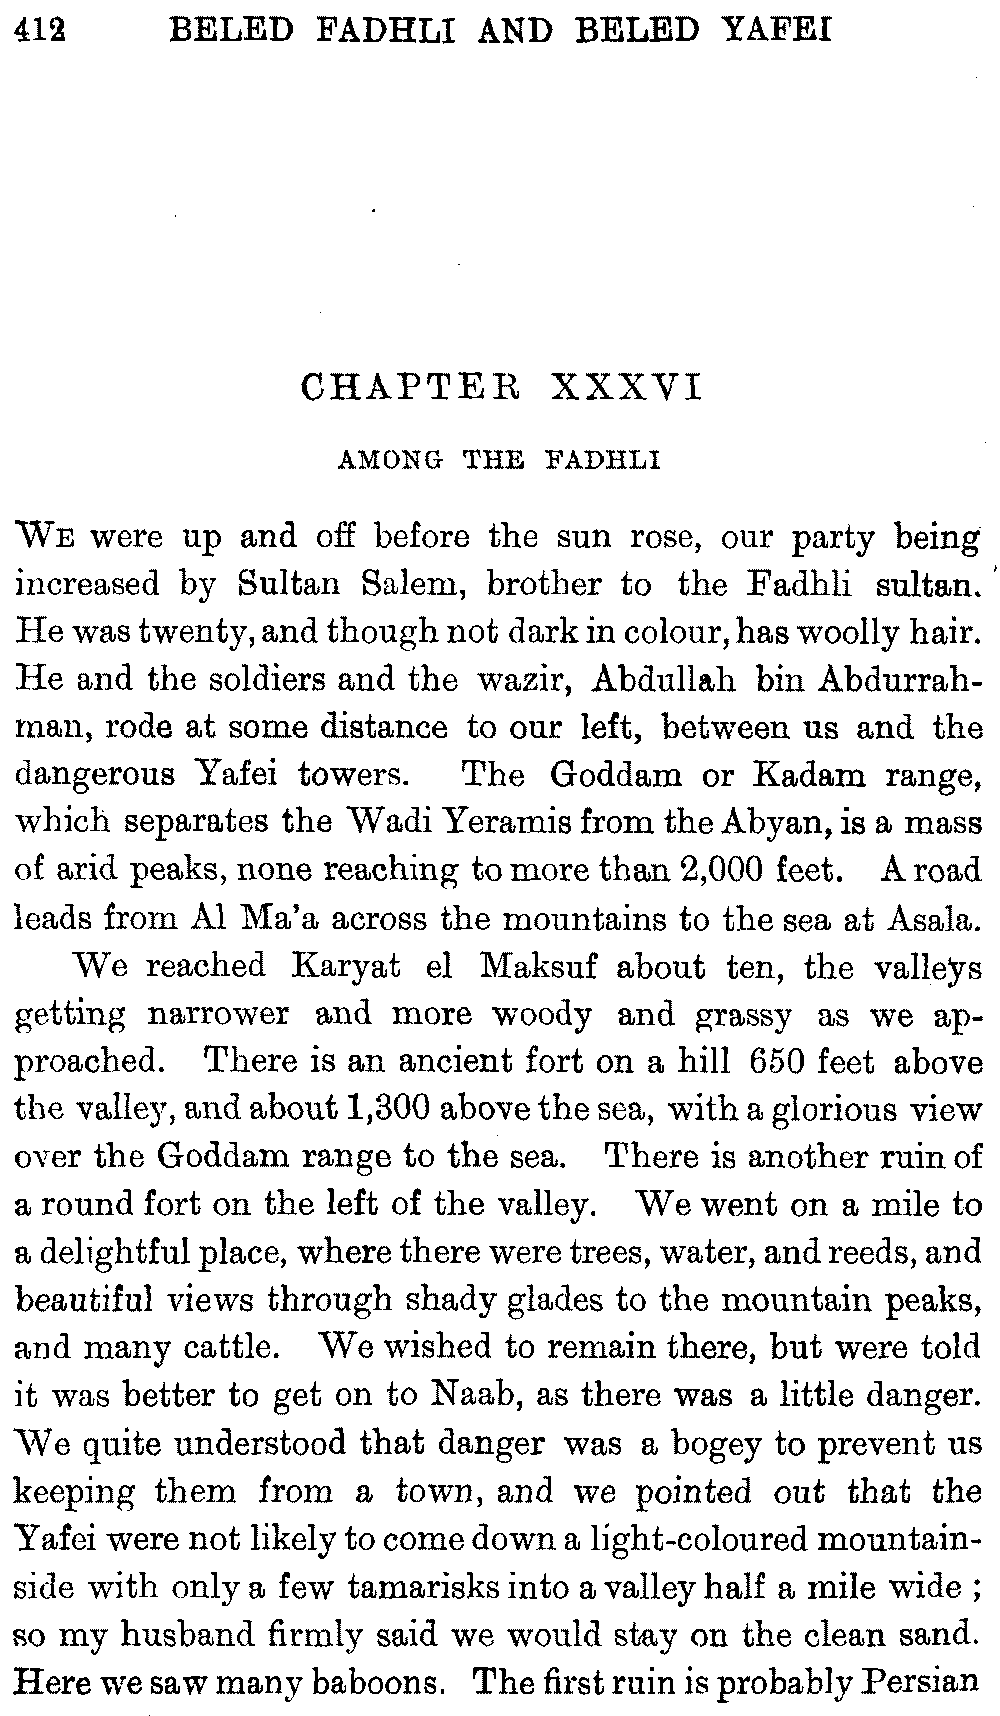 412 BELED FADHLI AND BELED YAFEI
CHAPTER XXXVI
AMONG THE FADHLI
WE were up and off before the sun rose, our party being
increased by Sultan Salem, brother to the Fadhli sultan.
He was twenty, and though not dark in colour, has woolly hair.
He and the soldiers and the wazir, Abdullah bin Abdurrah-
man, rode at some distance to our left, between us and the
dangerous Yafei towers. The Goddam or Kadam range,
which separates the Wadi Yeramis from the Abyan, is a mass
of arid peaks, none reaching to more than 2,000 feet. A road
leads from Al Ma'a across the mountains to the sea at Asala.
We reached Karyat el Maksuf about ten, the valleys
getting narrower and more woody and grassy as we ap-
proached. There is an ancient fort on a hill 650 feet above
the valley, and about 1,300 above the sea, with a glorious view
over the Goddam range to the sea. There is another ruin of
a round fort on the left of the valley. We went on a mile to
a delightful place, where there were trees, water, and reeds, and
beautiful views through shady glades to the mountain peaks,
and many cattle. We wished to remain there, but were told
it was better to get on to Naab, as there was a little danger.
We quite understood that danger was a bogey to prevent us
keeping them from a town, and we pointed out that the
Yafei were not likely to come down a light-coloured mountain-
side with only a few tamarisks into a valley half a mile wide ;
so my husband firmly said we would stay on the clean sand.
Here we saw many baboons. The first ruin is probably Persian